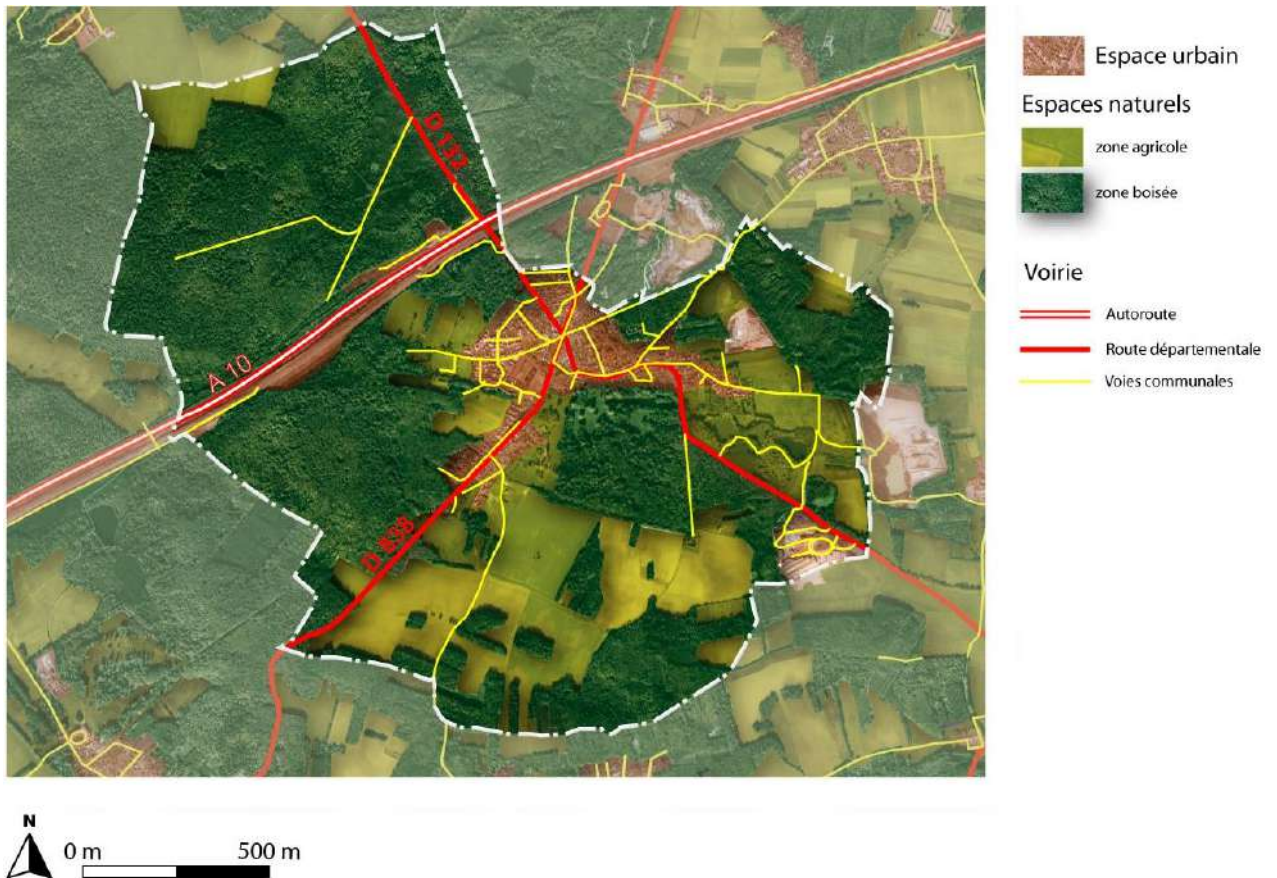 Espace urbain
Espaces naturels
zone agricole
zone boisée
Voirie
Autoroute
Route départementale
Voies communales
D 132
A 10
D 838
N
0 m 500 m